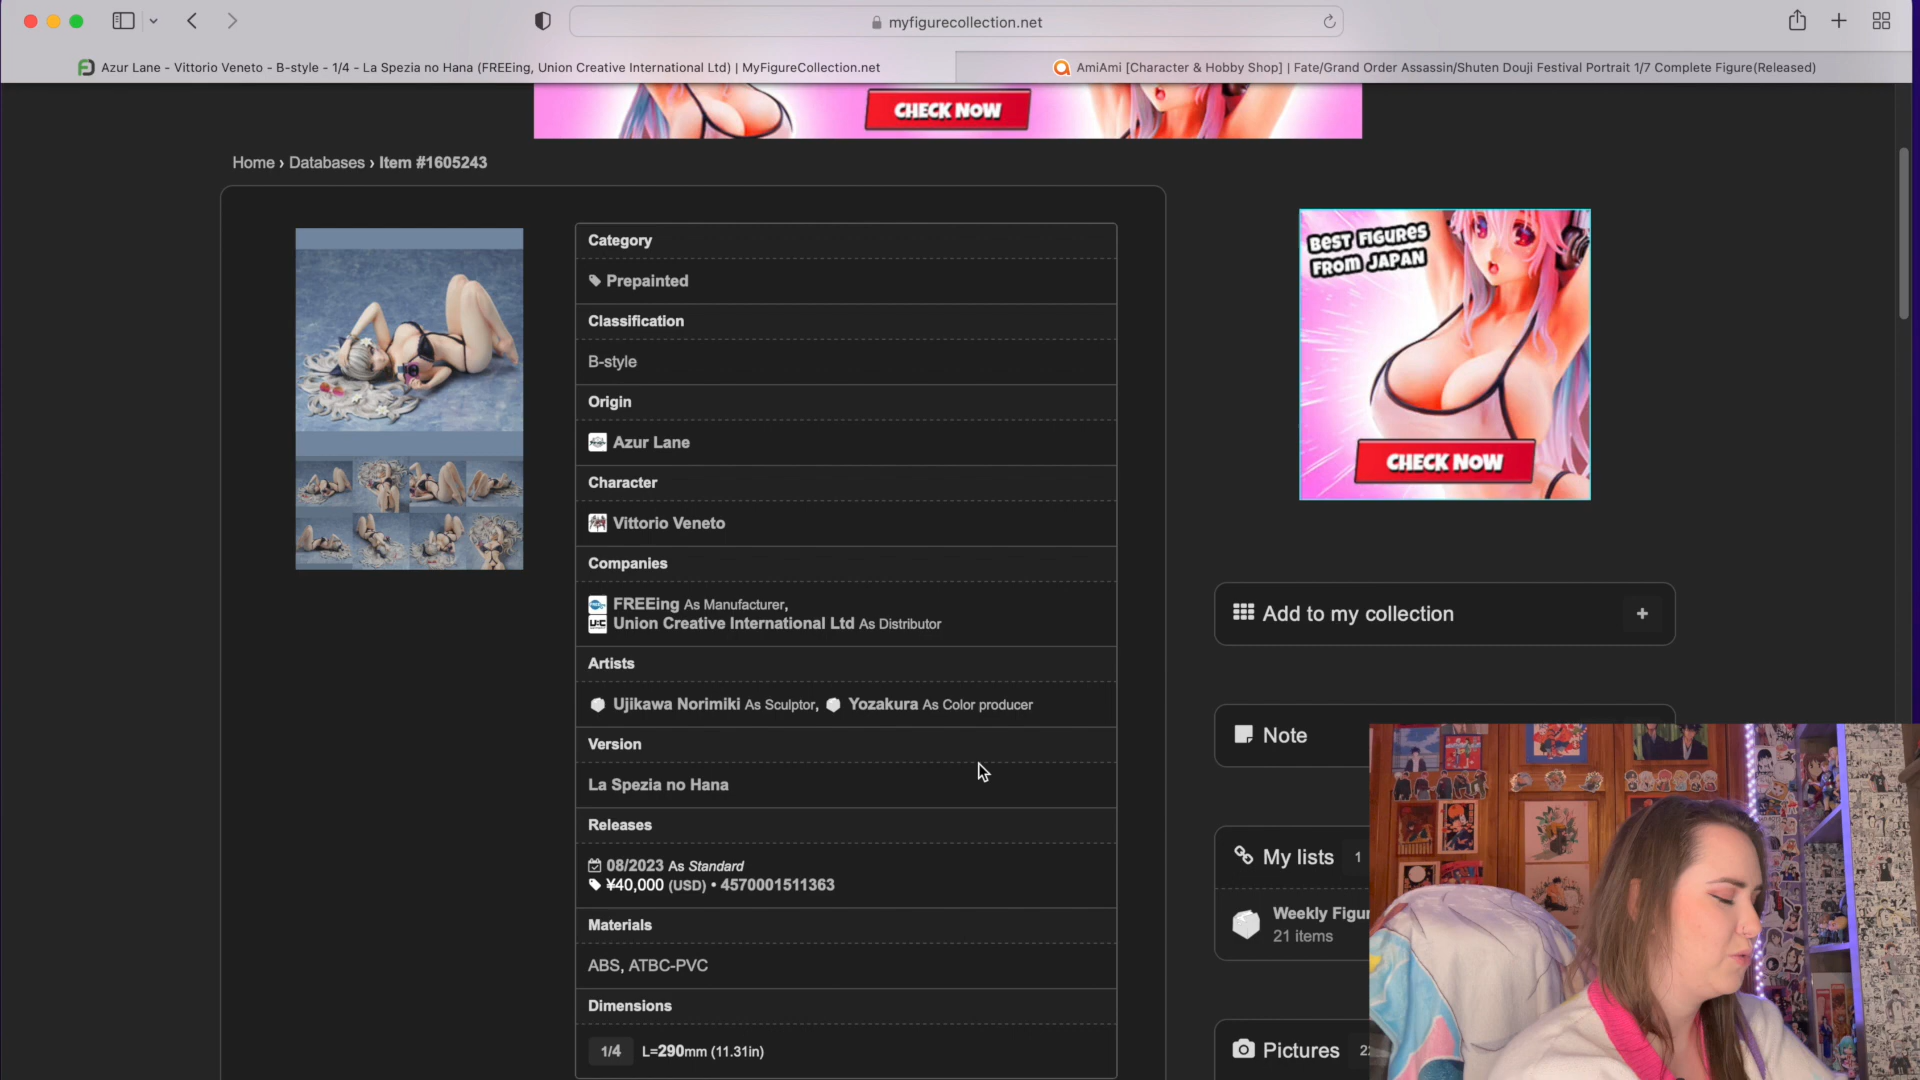 myfigurecollection.net
Azur Lane - Vittorio Veneto - B-style - 1/4 - La Spezia no Hana (FREEing, Union Creative International Ltd) | MyFigureCollection.net
AmiAmi [Character & Hobby Shop] | Fate/Grand Order Assassin/Shuten Douji Festival Portrait 1/7 Complete Figure(Released)
CHECK NOW
Home › Databases › Item #1605243
Category
Prepainted
Classification
B-style
Origin
Azur Lane
Character
Vittorio Veneto
Companies
FREEing As Manufacturer,
Union Creative International Ltd As Distributor
Artists
Ujikawa Norimiki As Sculptor, Yozakura As Color producer
Version
La Spezia no Hana
Releases
08/2023 As Standard
¥40,000 (USD) • 4570001511363
Materials
ABS, ATBC-PVC
Dimensions
1/4 L=290mm (11.31in)
BEST FIGURES
FROM JAPAN
CHECK NOW
Add to my collection +
Note
My lists 1
Weekly Figur
21 items
Pictures